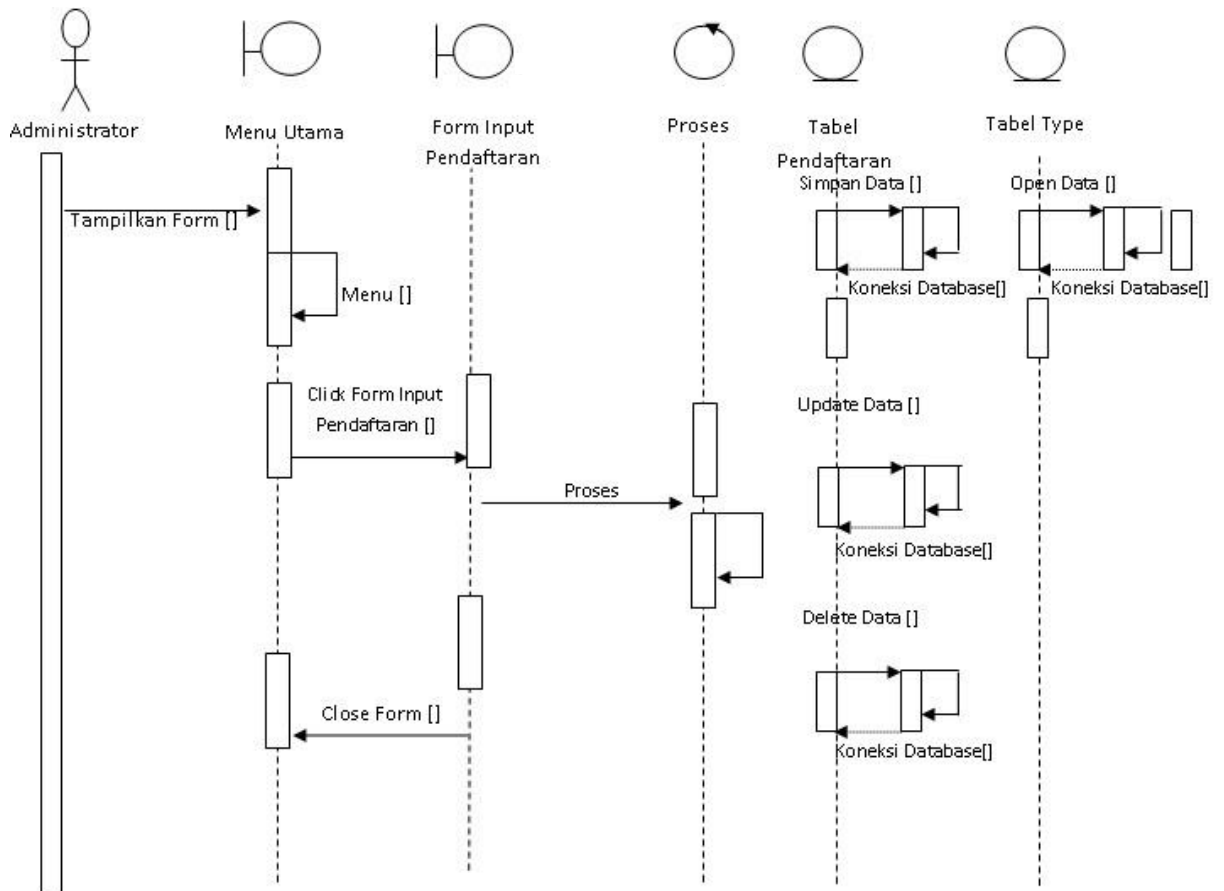 Administrator
Menu Utama
Form Input
Pendaftaran
Proses
Tabel
Pendaftaran
Tabel Type
Simpan Data []
Open Data []
Tampilkan Form []
Koneksi Database[]
Koneksi Database[]
Menu []
Click Form Input
Pendaftaran []
Update Data []
Proses
Koneksi Database[]
Delete Data []
Close Form []
Koneksi Database[]